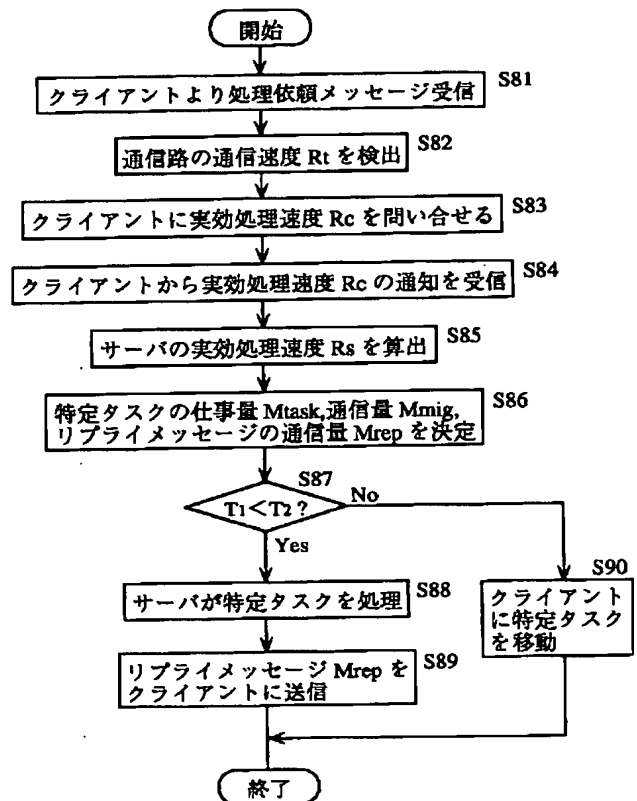 開始
S81
クライアントより処理依頼メッセージ受信
S82
通信路の通信速度 Rt を検出
S83
クライアントに実効処理速度 Rc を問い合せる
S84
クライアントから実効処理速度 Rc の通知を受信
S85
サーバの実効処理速度 Rs を算出
S86
特定タスクの仕事量 Mtask,通信量 Mmig,
リプライメッセージの通信量 Mrep を決定
S87
T1<T2?
No
Yes
S88
サーバが特定タスクを処理
S90
クライアント
に特定タスク
を移動
S89
リプライメッセージ Mrep を
クライアントに送信
終了